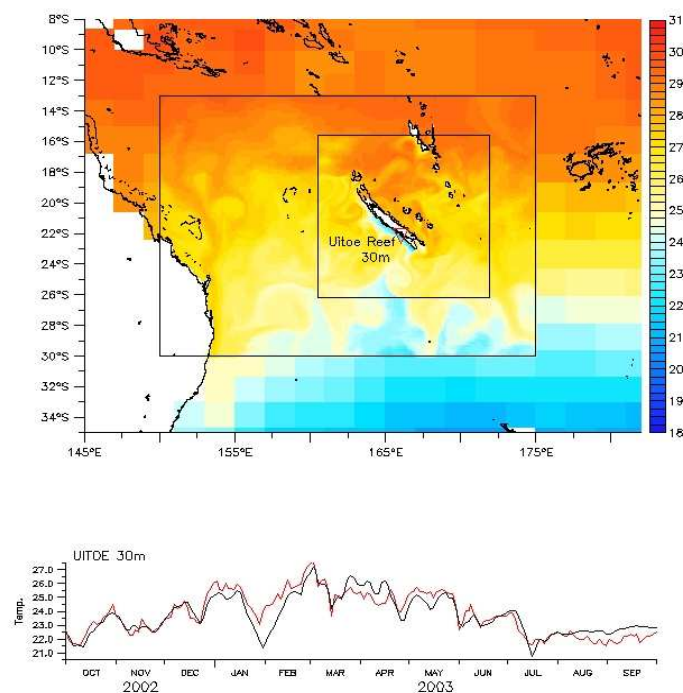 8°S
10°S
12°S
14°S
16°S
18°S
20°S
22°S
24°S
26°S
28°S
30°S
32°S
34°S
145°E 155°E 165°E 175°E
Uitoe Reef
30m
31
30
29
28
27
26
25
24
23
22
21
20
19
18
UITOE 30m
Temp.
27.0
26.0
25.0
24.0
23.0
22.0
21.0
OCT NOV DEC JAN FEB MAR APR MAY JUN JUL AUG SEP
2002 2003